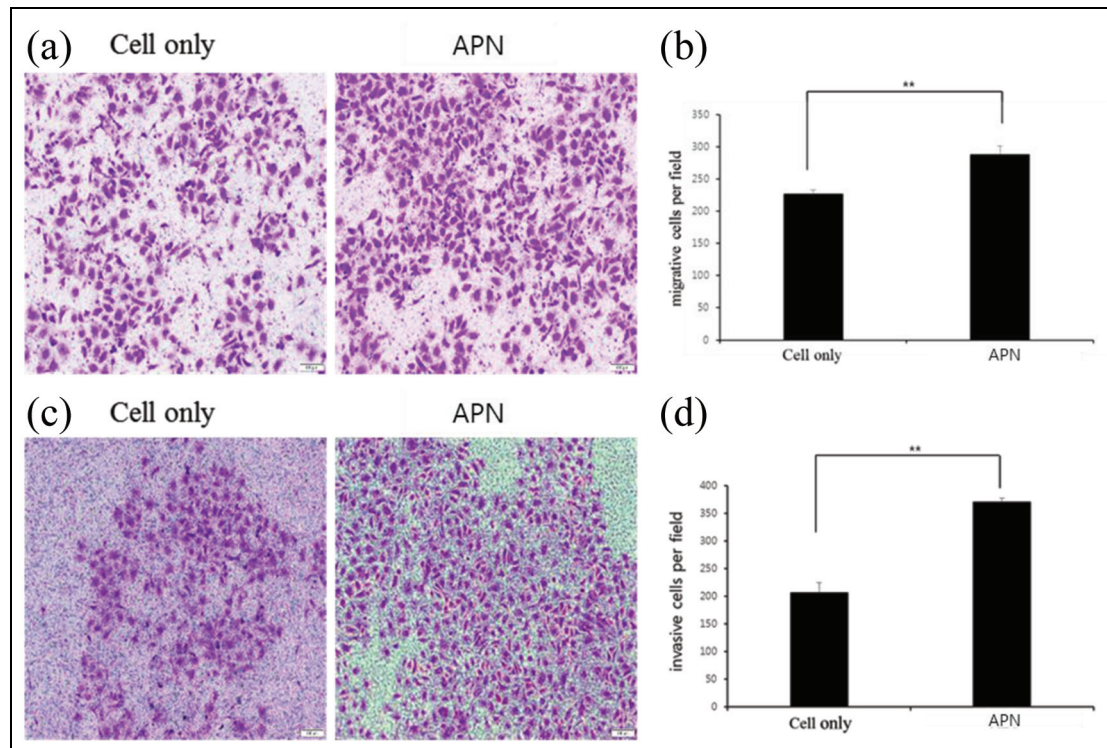 (a) Cell only APN
(b)
**
migrative cells per field
350
300
250
200
150
100
50
0
Cell only APN
(c) Cell only APN
(d)
**
invasive cells per field
400
350
300
250
200
150
100
50
0
Cell only APN